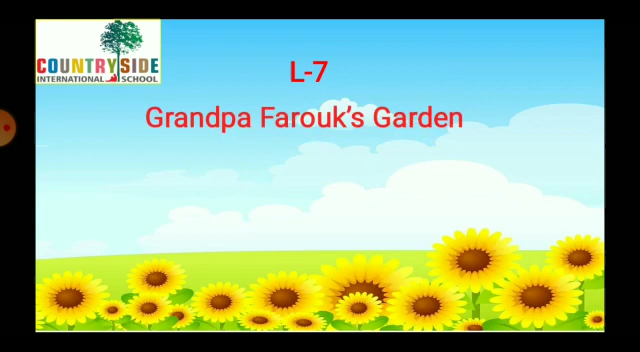 COUNTRYSIDE
INTERNATIONAL SCHOOL
L-7
Grandpa Farouk's Garden